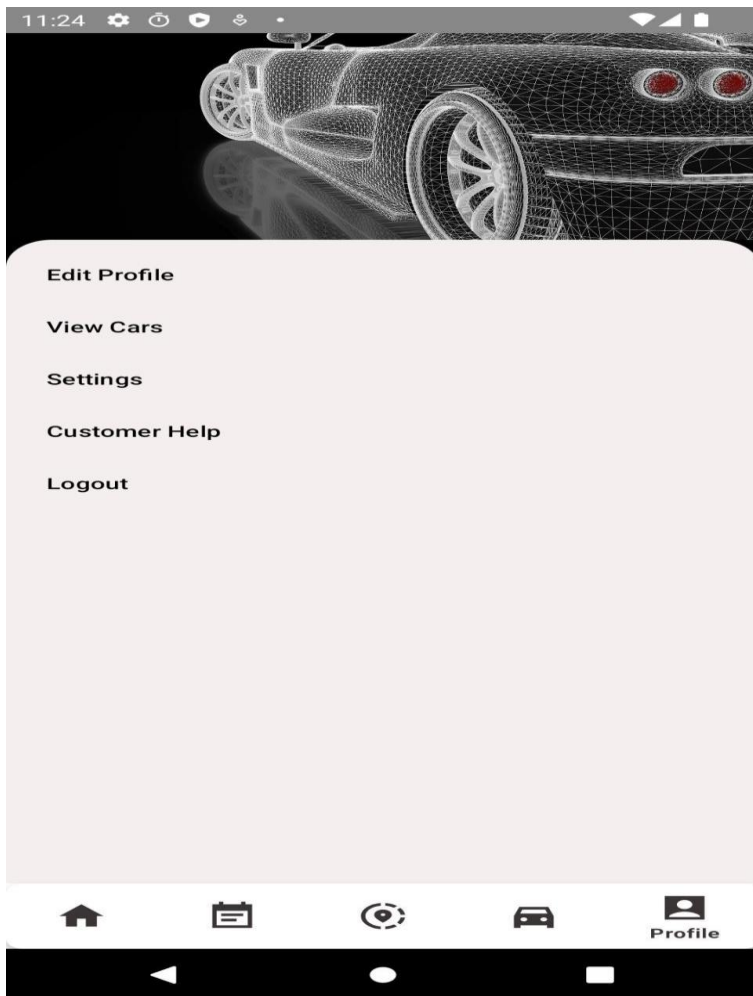 11:24
Edit Profile
View Cars
Settings
Customer Help
Logout
Profile